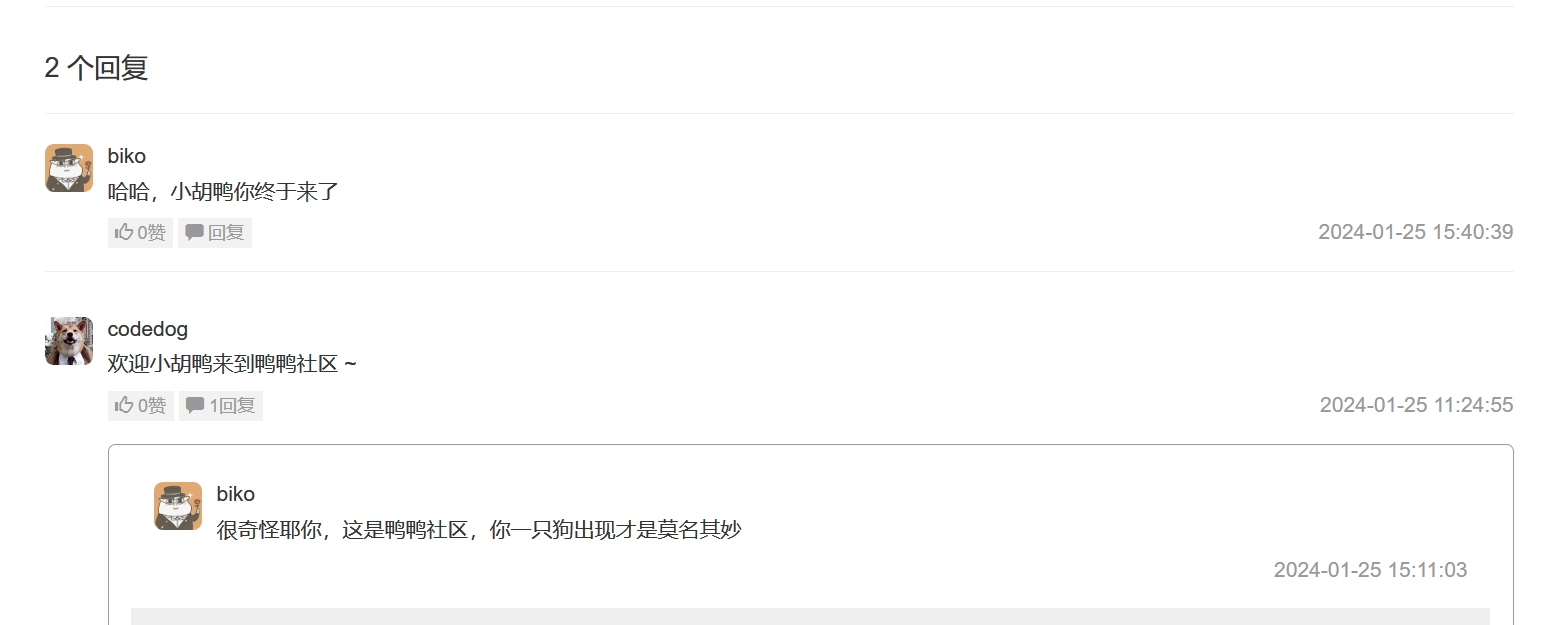 2 个回复
biko
哈哈，小胡鸭你终于来了
0赞 回复 2024-01-25 15:40:39
codedog
欢迎小胡鸭来到鸭鸭社区 ~
0赞 1回复 2024-01-25 11:24:55
biko
很奇怪耶你，这是鸭鸭社区，你一只狗出现才是莫名其妙
2024-01-25 15:11:03